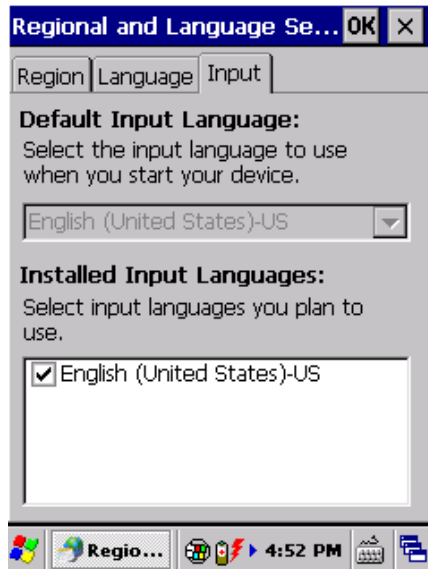 Regional and Language Se... OK ×
Region Language Input
Default Input Language:
Select the input language to use
when you start your device.
English (United States)-US
Installed Input Languages:
Select input languages you plan to
use.
English (United States)-US
Regio... 4:52 PM